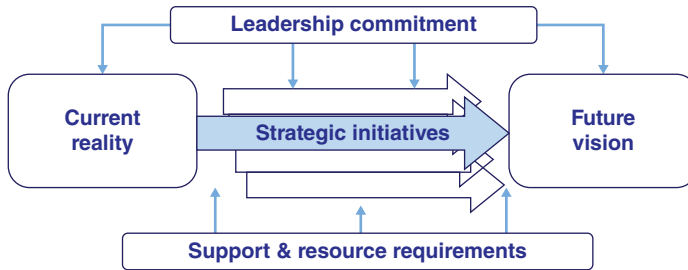 Leadership commitment
Current
reality
Strategic initiatives
Future
vision
Support & resource requirements